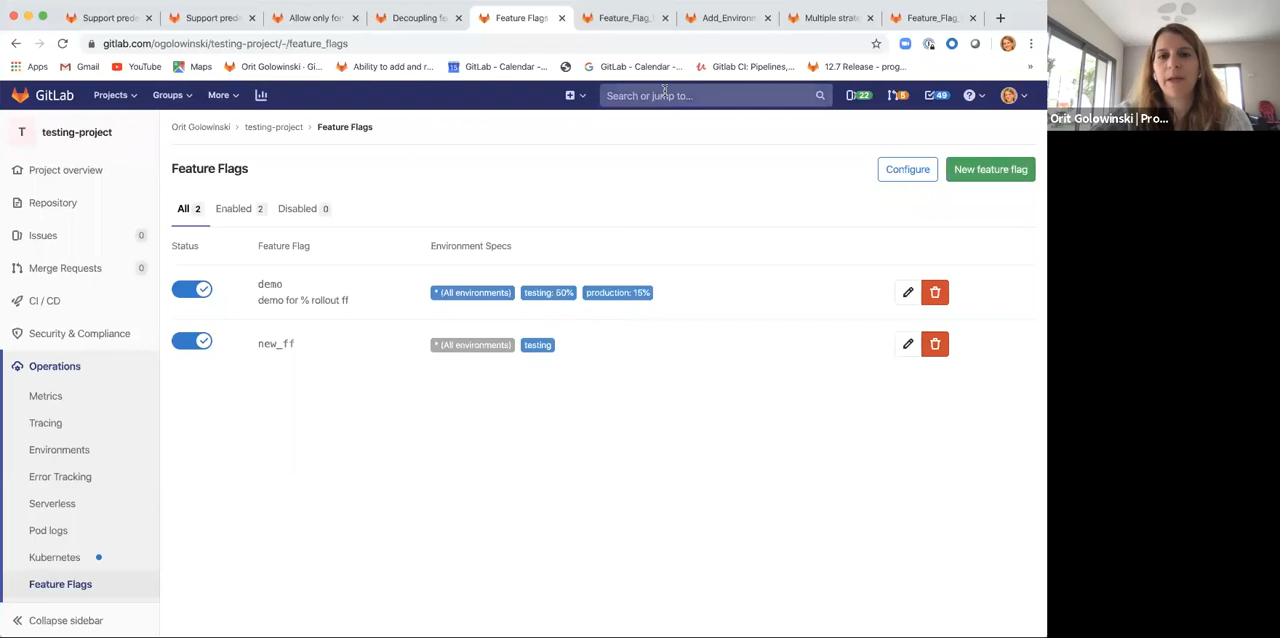 Support prede
Support prede
Allow only for
Decoupling fe
Feature Flags
Feature_Flag_
Add_Environm
Multiple strate
Feature_Flag_
gitlab.com/ogolowinski/testing-project/-/feature_flags
Apps
Gmail
YouTube
Maps
Orit Golowinski · Gi...
Ability to add and r...
GitLab - Calendar -...
GitLab - Calendar -...
Gitlab CI: Pipelines,...
12.7 Release - prog...
»
GitLab
Projects
Groups
More
Search or jump to...
22
5
49
Orit Golowinski | Pro...
T testing-project
Orit Golowinski > testing-project > Feature Flags
Project overview
Repository
Issues 0
Merge Requests 0
CI / CD
Security & Compliance
Operations
Metrics
Tracing
Environments
Error Tracking
Serverless
Pod logs
Kubernetes
Feature Flags
Collapse sidebar
Feature Flags
Configure
New feature flag
All 2
Enabled 2
Disabled 0
Status
Feature Flag
Environment Specs
demo
demo for % rollout ff
* (All environments)
testing: 50%
production: 15%
new_ff
* (All environments)
testing